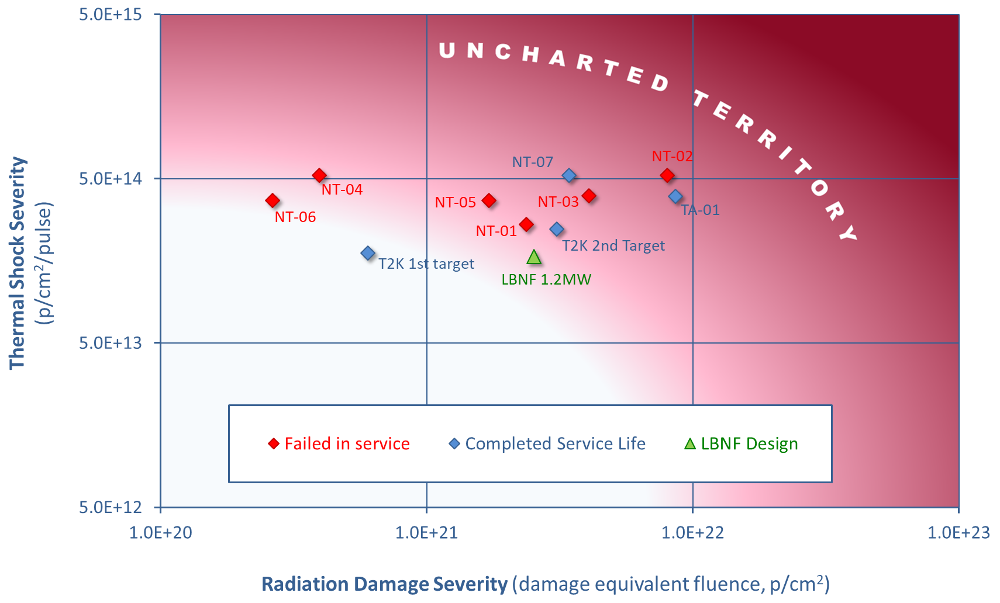 5.0E+15
UNCHARTED TERRITORY
NT-07
NT-02
5.0E+14
NT-04
NT-05
NT-03
TA-01
NT-06
NT-01
T2K 2nd Target
T2K 1st target
LBNF 1.2MW
Thermal Shock Severity
(p/cm²/pulse)
5.0E+13
Failed in service
Completed Service Life
LBNF Design
5.0E+12
1.0E+20
1.0E+21
1.0E+22
1.0E+23
Radiation Damage Severity (damage equivalent fluence, p/cm²)